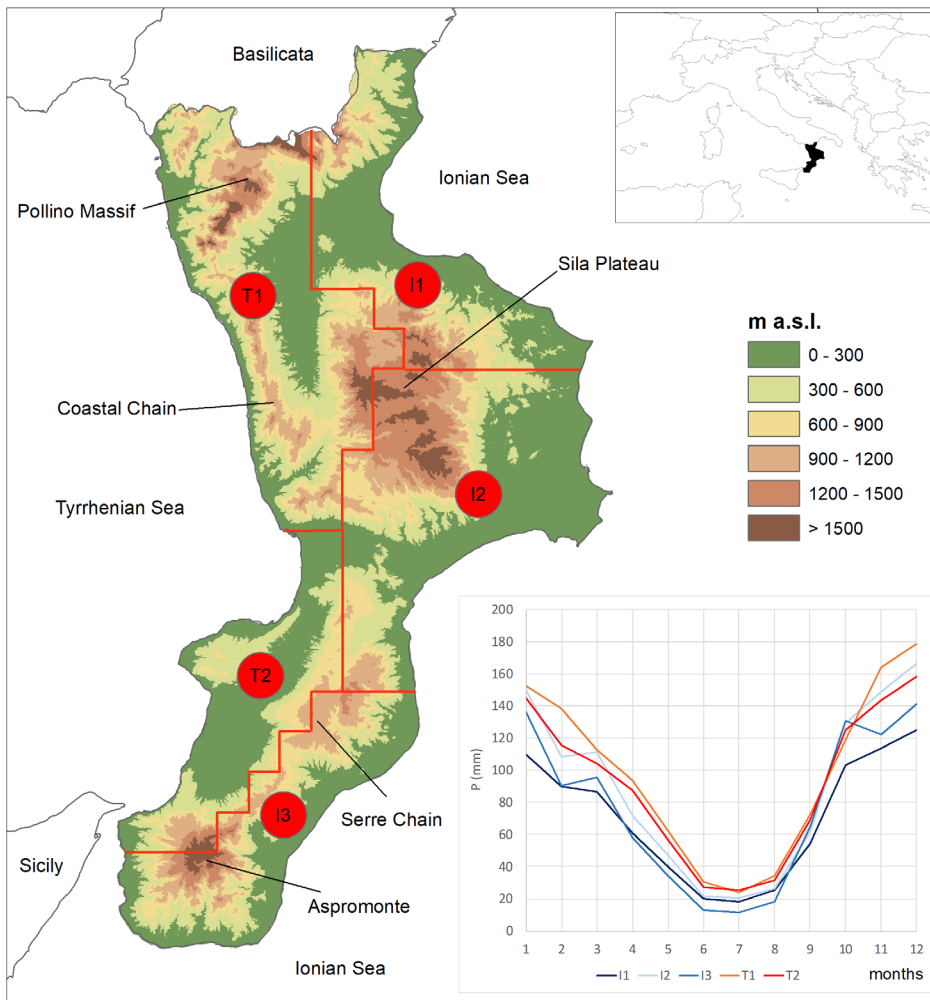 Basilicata
Ionian Sea
Pollino Massif
Sila Plateau
T1
I1
m a.s.l.
0 - 300
300 - 600
600 - 900
900 - 1200
1200 - 1500
> 1500
Coastal Chain
Tyrrhenian Sea
I2
T2
I3
Serre Chain
Sicily
Aspromonte
Ionian Sea
200
180
160
140
120
100
80
60
40
20
0
P (mm)
1 2 3 4 5 6 7 8 9 10 11 12
months
I1 I2 I3 T1 T2